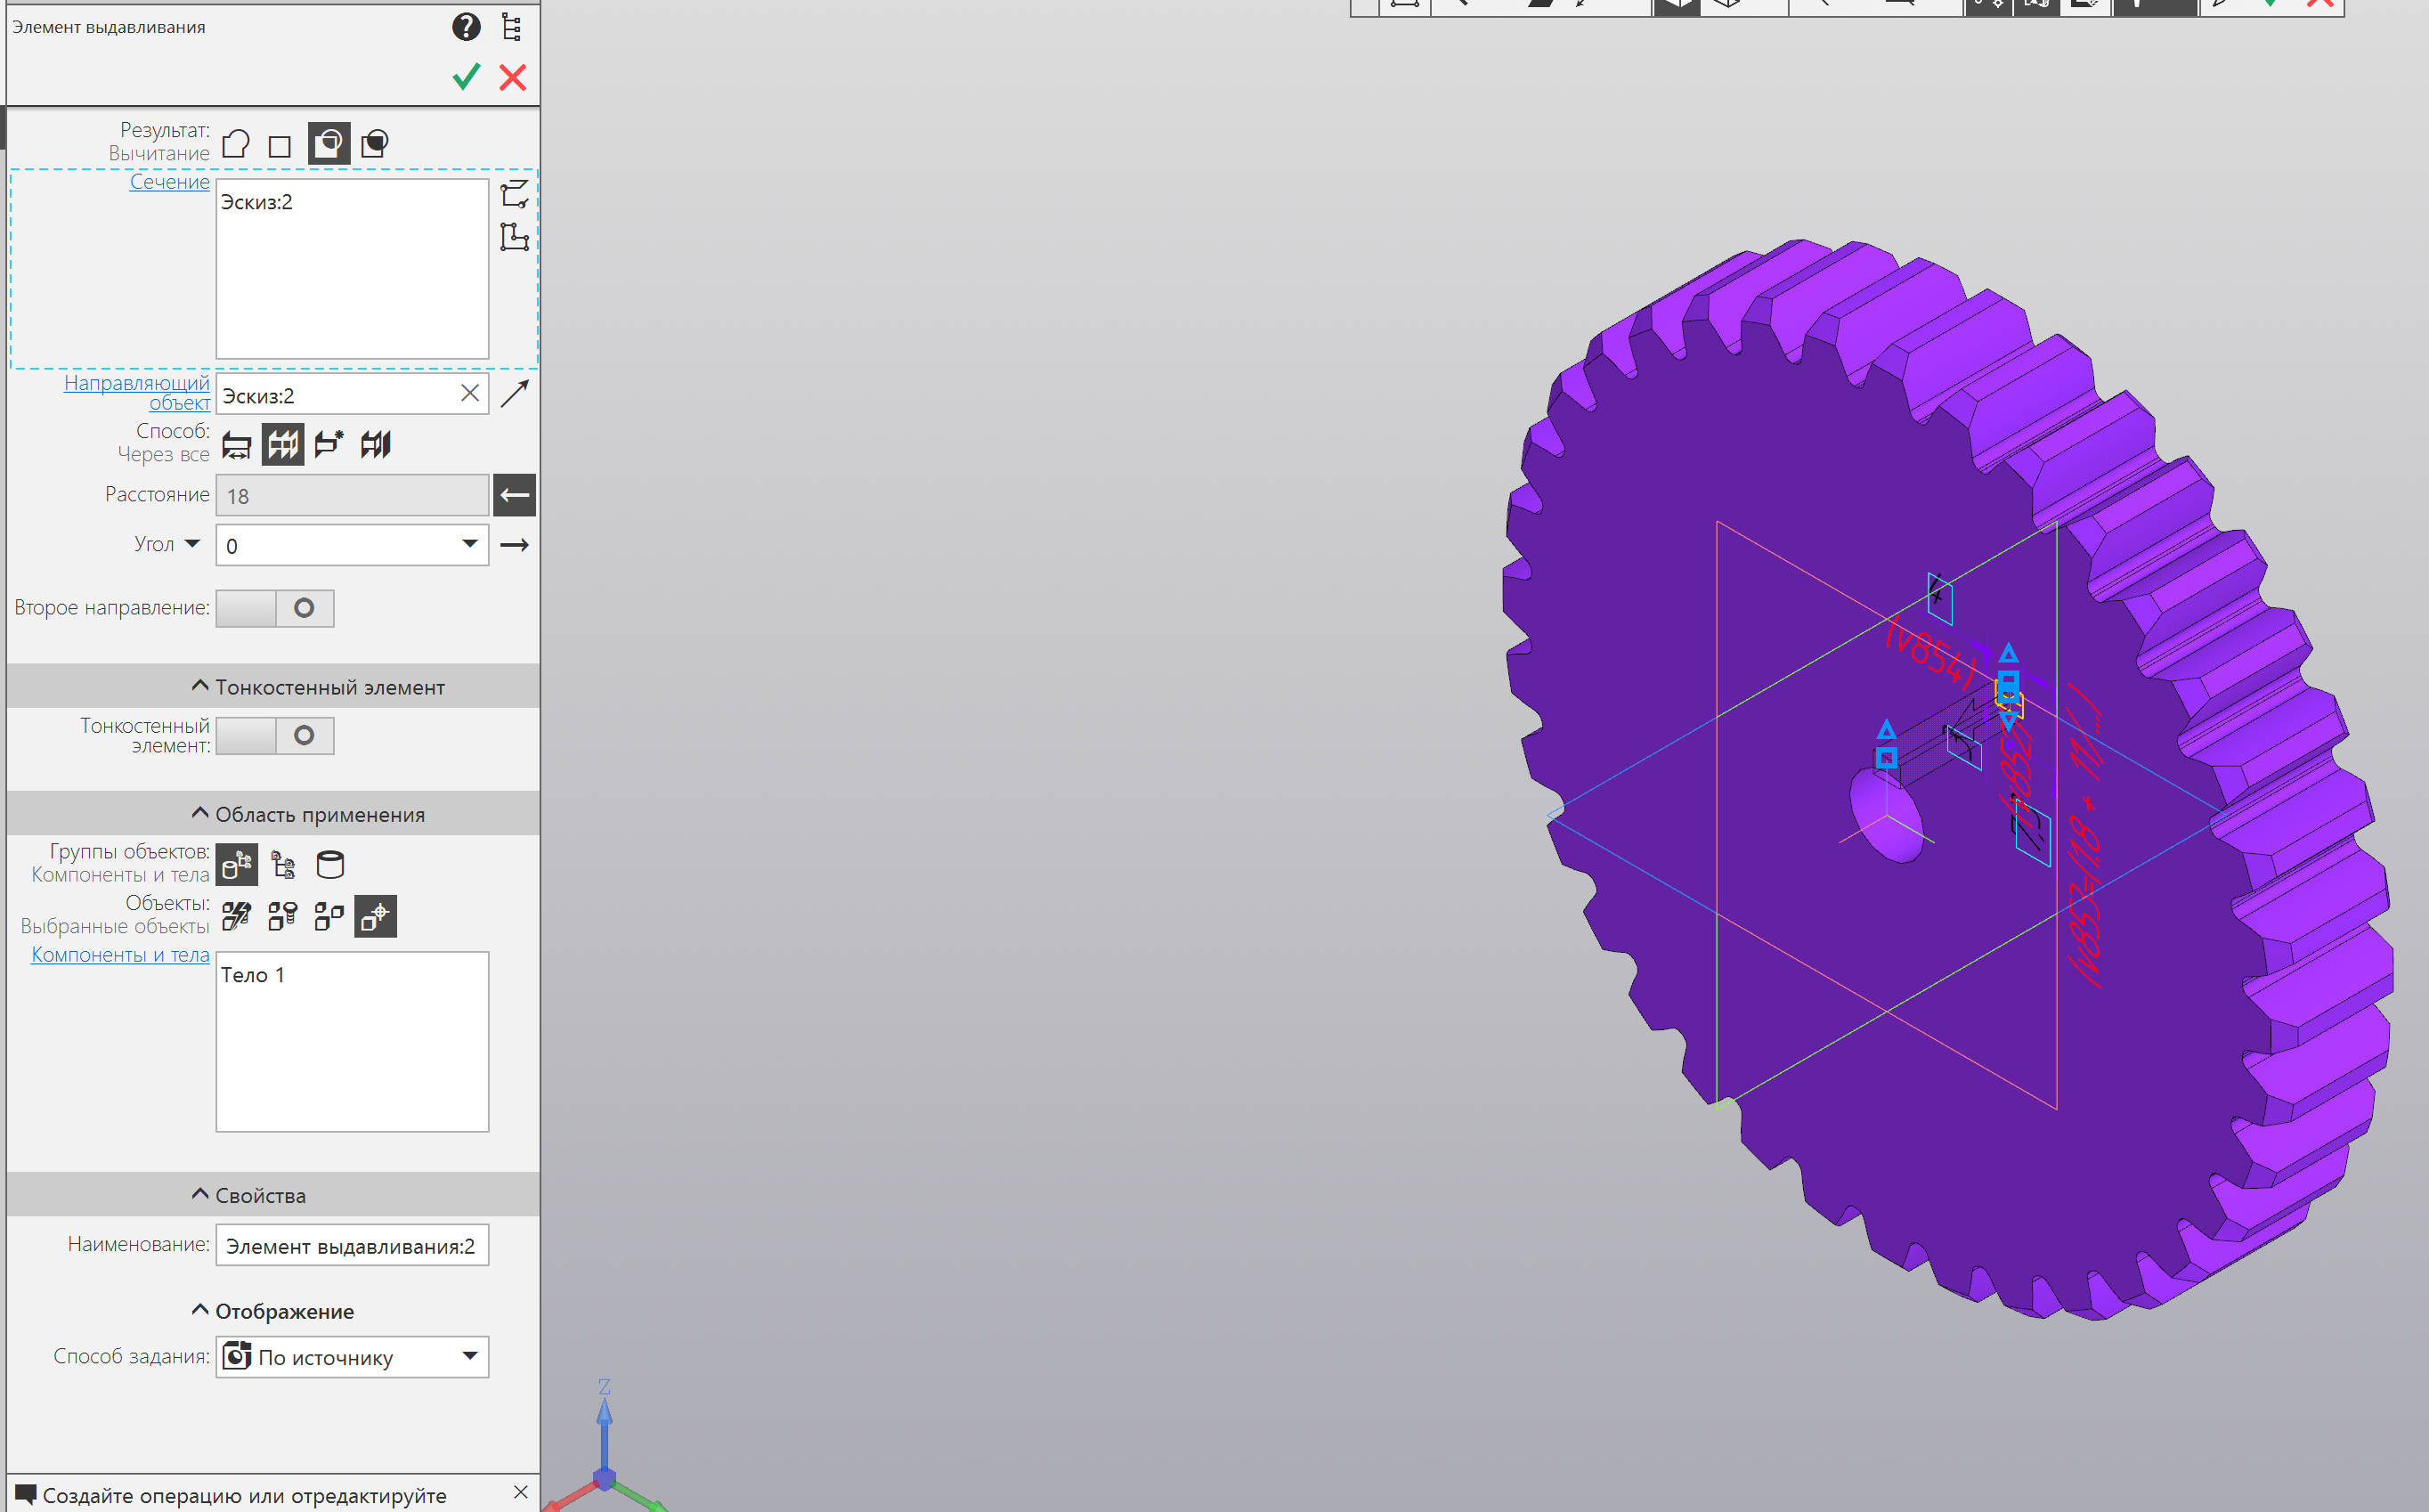 Элемент выдавливания
Результат:
Вычитание
Сечение
Эскиз:2
Направляющий
объект
Эскиз:2
Способ:
Через все
Расстояние
18
Угол
0
Второе направление:
Тонкостенный элемент
Тонкостенный
элемент:
Область применения
Группы объектов:
Компоненты и тела
Объекты:
Выбранные объекты
Компоненты и тела
Тело 1
Свойства
Наименование:
Элемент выдавливания:2
Отображение
Способ задания:
По источнику
Создайте операцию или отредактируйте
Z
4
(v854)